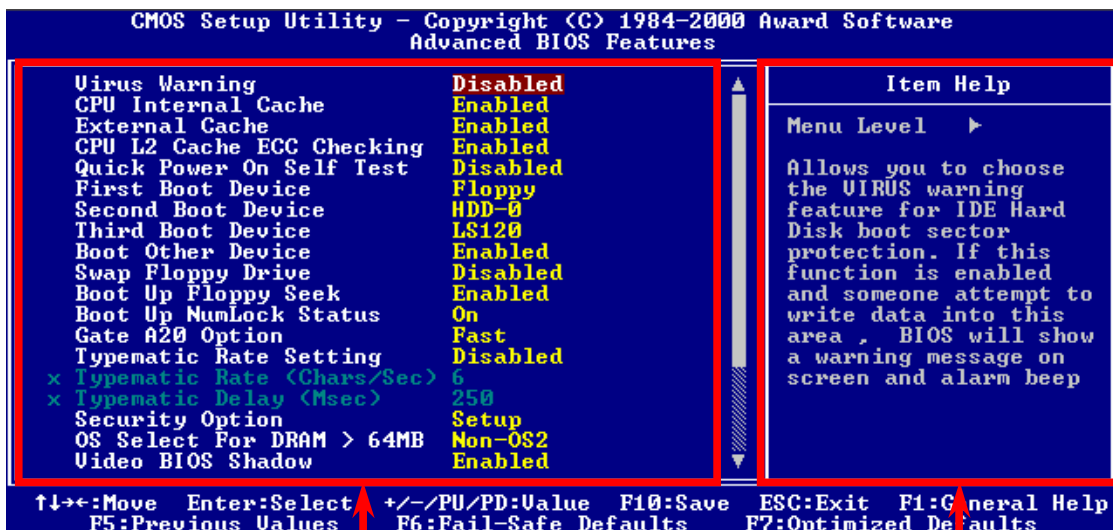 CMOS Setup Utility - Copyright (C) 1984-2000 Award Software
Advanced BIOS Features
Virus Warning Disabled
CPU Internal Cache Enabled
External Cache Enabled
CPU L2 Cache ECC Checking Enabled
Quick Power On Self Test Disabled
First Boot Device Floppy
Second Boot Device HDD-0
Third Boot Device LS120
Boot Other Device Enabled
Swap Floppy Drive Disabled
Boot Up Floppy Seek Enabled
Boot Up NumLock Status On
Gate A20 Option Fast
Typematic Rate Setting Disabled
x Typematic Rate (Chars/Sec) 6
x Typematic Delay (Msec) 250
Security Option Setup
OS Select For DRAM > 64MB Non-OS2
Video BIOS Shadow Enabled
Item Help
Menu Level ▶
Allows you to choose
the VIRUS warning
feature for IDE Hard
Disk boot sector
protection. If this
function is enabled
and someone attempt to
write data into this
area , BIOS will show
a warning message on
screen and alarm beep
↑↓→←:Move Enter:Select +/-/PU/PD:Value F10:Save ESC:Exit F1:General Help
F5:Previous Values F6:Fail-Safe Defaults F7:Optimized Defaults